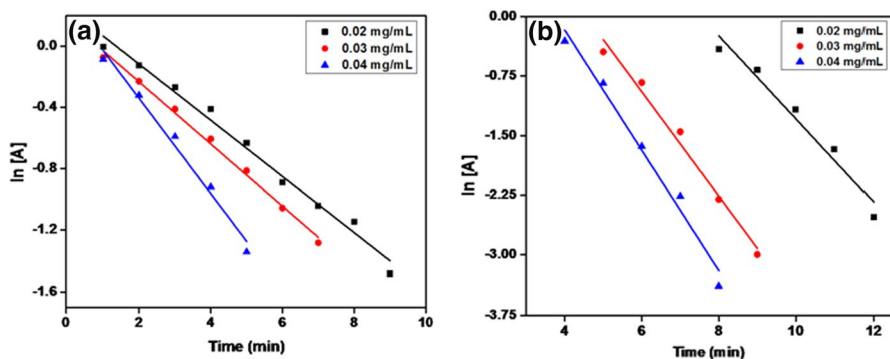 (a)
0.02 mg/mL
0.03 mg/mL
0.04 mg/mL
0.0
-0.4
-0.8
-1.2
-1.6
ln [A]
0 2 4 6 8 10
Time (min)
(b)
0.02 mg/mL
0.03 mg/mL
0.04 mg/mL
0.00
-0.75
-1.50
-2.25
-3.00
-3.75
ln [A]
4 6 8 10 12
Time (min)